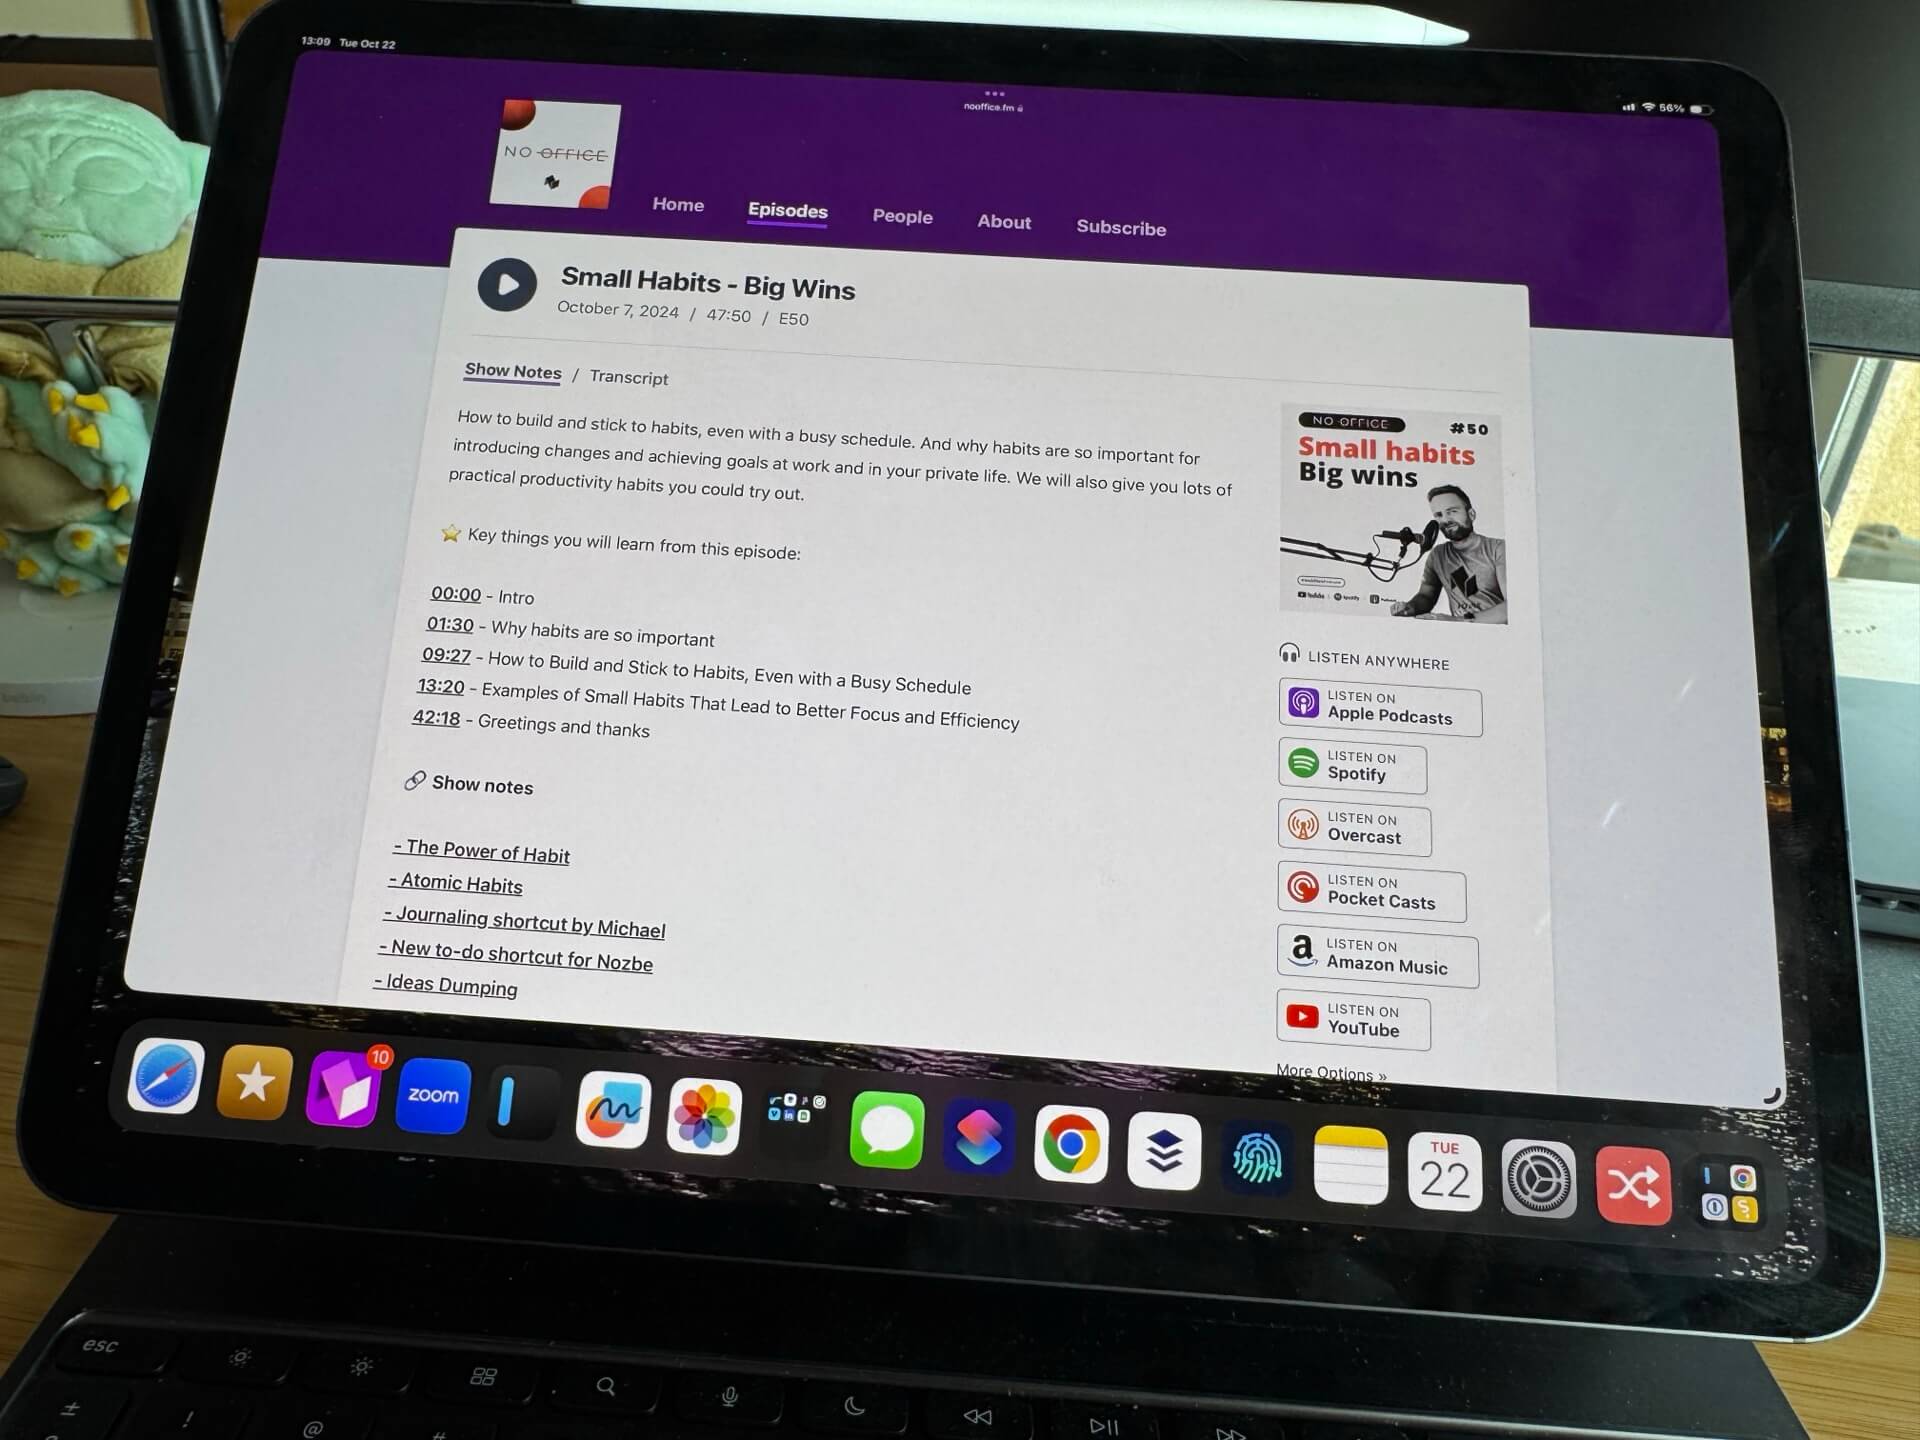 13:09 Tue Oct 22
nooffice.fm
56%
NO OFFICE
Home Episodes People About Subscribe
Small Habits - Big Wins
October 7, 2024 / 47:50 / E50
Show Notes / Transcript
How to build and stick to habits, even with a busy schedule. And why habits are so important for
introducing changes and achieving goals at work and in your private life. We will also give you lots of
practical productivity habits you could try out.
⭐ Key things you will learn from this episode:
00:00 - Intro
01:30 - Why habits are so important
09:27 - How to Build and Stick to Habits, Even with a Busy Schedule
13:20 - Examples of Small Habits That Lead to Better Focus and Efficiency
42:18 - Greetings and thanks
🔗 Show notes
- The Power of Habit
- Atomic Habits
- Journaling shortcut by Michael
- New to-do shortcut for Nozbe
- Ideas Dumping
NO OFFICE
#50
Small habits
Big wins
YouTube Spotify
LISTEN ANYWHERE
LISTEN ON
Apple Podcasts
LISTEN ON
Spotify
LISTEN ON
Overcast
LISTEN ON
Pocket Casts
LISTEN ON
Amazon Music
LISTEN ON
YouTube
More Options »
10
zoom
TUE
22
belkin
esc
± ! @ #